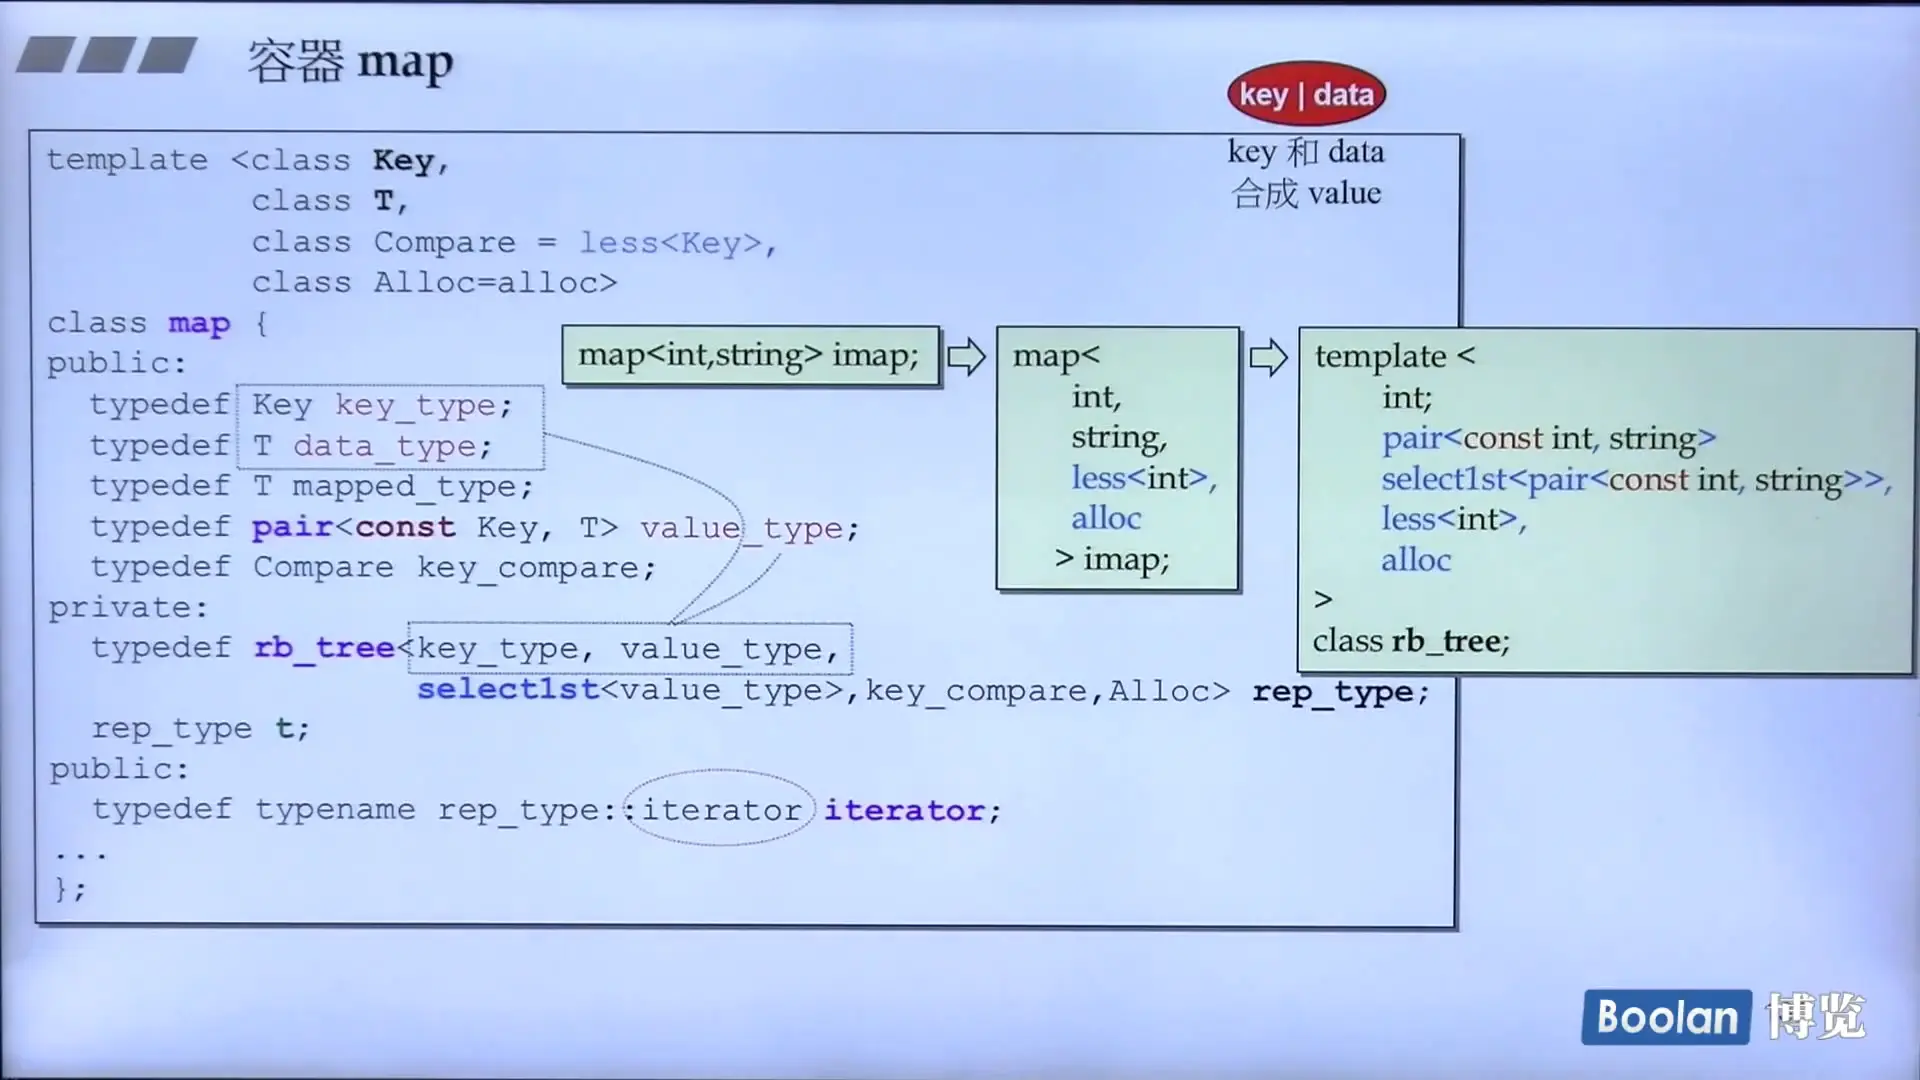 容器 map
key | data
key 和 data
合成 value
template <class Key,
class T,
class Compare = less<Key>,
class Alloc=alloc>
class map {
public:
typedef Key key_type;
typedef T data_type;
typedef T mapped_type;
typedef pair<const Key, T> value_type;
typedef Compare key_compare;
private:
typedef rb_tree<key_type, value_type,
select1st<value_type>,key_compare,Alloc> rep_type;
rep_type t;
public:
typedef typename rep_type::iterator iterator;
...
};
map<int,string> imap;
map<
int,
string,
less<int>,
alloc
> imap;
template <
int;
pair<const int, string>
select1st<pair<const int, string>>,
less<int>,
alloc
>
class rb_tree;
Boolan 博览